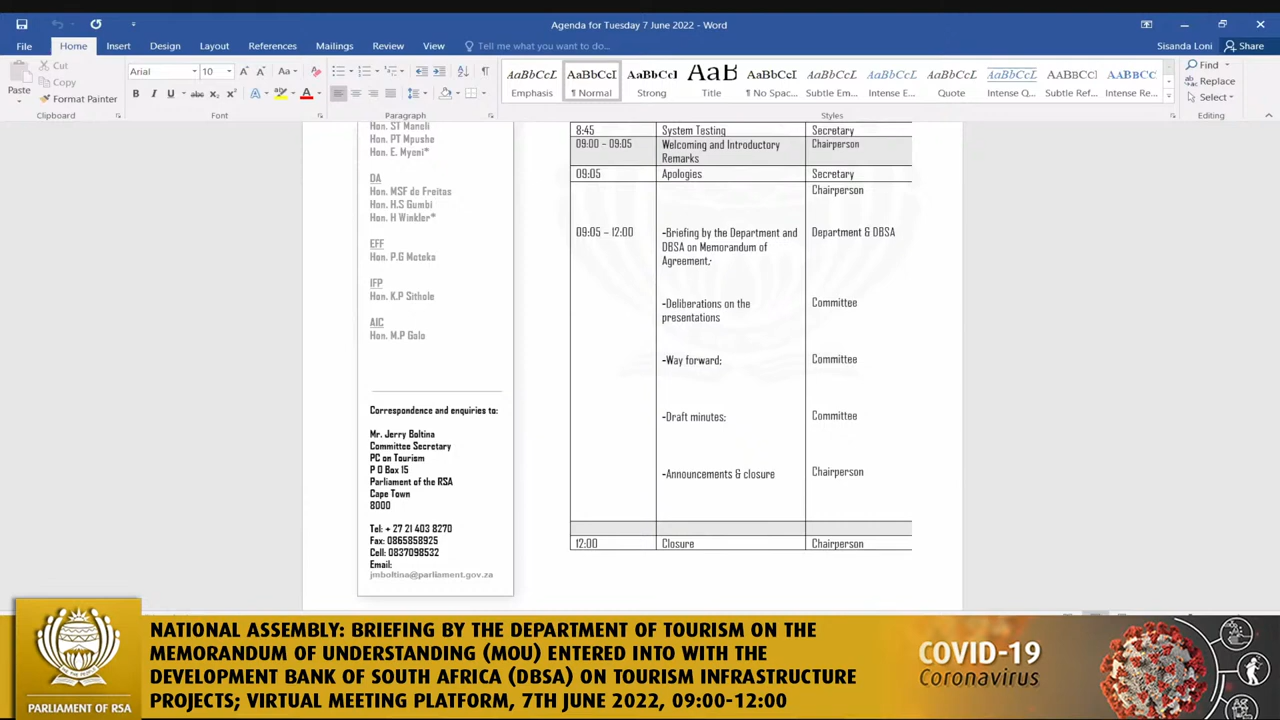 Agenda for Tuesday 7 June 2022 - Word
File Home Insert Design Layout References Mailings Review View Tell me what you want to do... Sisanda Loni Share
Paste
Cut
Copy
Format Painter
Clipboard
Arial 10
Font
Paragraph
AaBbCcL AaBbCcI AaBbCcI AaB AaBbCcI AaBbCcL AaBbCcL AaBbCcL AaBbCcL AaBbCcL AABBCC
Emphasis ¶ Normal Strong Title ¶ No Spac... Subtle Em... Intense E... Quote Intense Q... Subtle Ref... Intense Re...
Styles
Find
Replace
Select
Editing
Hon. ST Maneli
Hon. PT Mpushe
Hon. E. Myeni*
DA
Hon. MSF de Freitas
Hon. H.S Gumbi
Hon. H Winkler*
EFF
Hon. P.G Moteka
IFP
Hon. K.P Sithole
AIC
Hon. M.P Galo
Correspondence and enquiries to:
Mr. Jerry Boltina
Committee Secretary
PC on Tourism
P O Box 15
Parliament of the RSA
Cape Town
8000
Tel: + 27 21 403 8270
Fax: 0865858925
Cell: 0837098532
Email:
jmboltina@parliament.gov.za
8:45 System Testing Secretary
09:00 – 09:05 Welcoming and Introductory Remarks Chairperson
09:05 Apologies Secretary
Chairperson
09:05 – 12:00 -Briefing by the Department and Department & DBSA
DBSA on Memorandum of
Agreement;
-Deliberations on the Committee
presentations
-Way forward; Committee
-Draft minutes; Committee
-Announcements & closure Chairperson
12:00 Closure Chairperson
NATIONAL ASSEMBLY: BRIEFING BY THE DEPARTMENT OF TOURISM ON THE
MEMORANDUM OF UNDERSTANDING (MOU) ENTERED INTO WITH THE
DEVELOPMENT BANK OF SOUTH AFRICA (DBSA) ON TOURISM INFRASTRUCTURE
PROJECTS; VIRTUAL MEETING PLATFORM, 7TH JUNE 2022, 09:00-12:00
PARLIAMENT OF RSA
COVID-19
Coronavirus